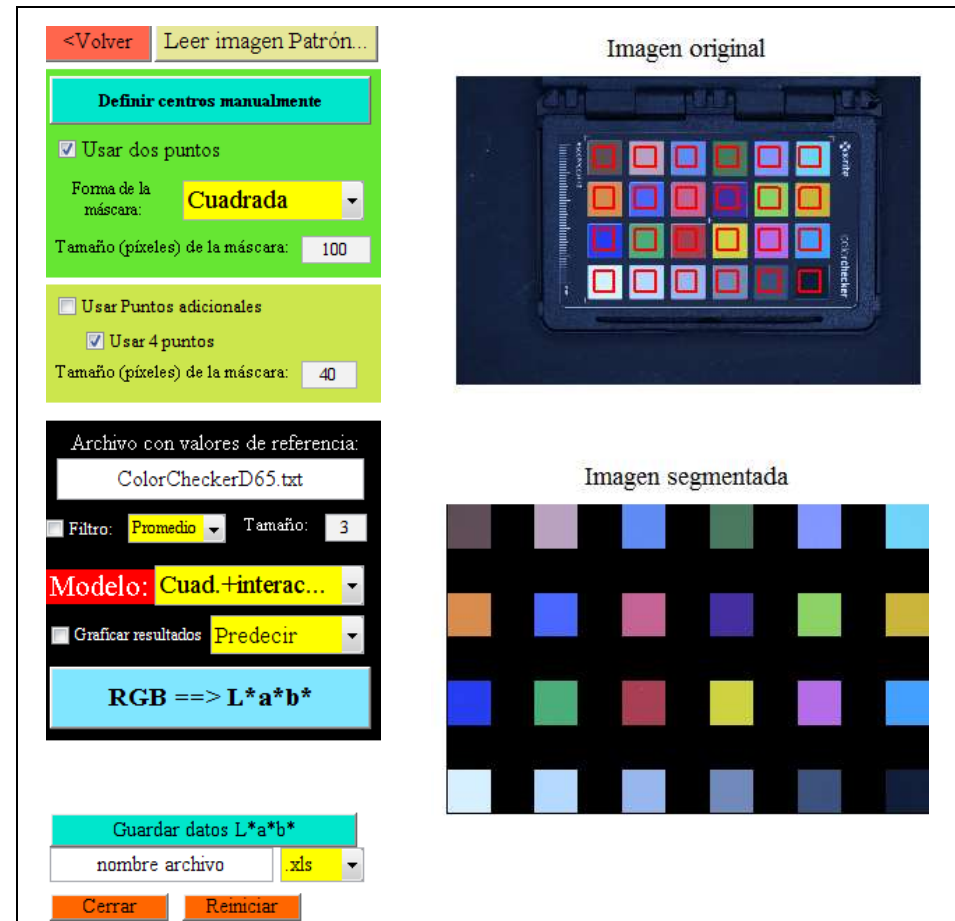 <Volver
Leer imagen Patrón...
Definir centros manualmente
Usar dos puntos
Forma de la
máscara:
Cuadrada
Tamaño (píxeles) de la máscara: 100
Usar Puntos adicionales
Usar 4 puntos
Tamaño (píxeles) de la máscara: 40
Archivo con valores de referencia:
ColorCheckerD65.txt
Filtro: Promedio Tamaño: 3
Modelo: Cuad.+interac...
Graficar resultados Predecir
RGB ==> L*a*b*
Guardar datos L*a*b*
nombre archivo .xls
Cerrar Reiniciar
Imagen original
x-rite
colorchecker
Imagen segmentada